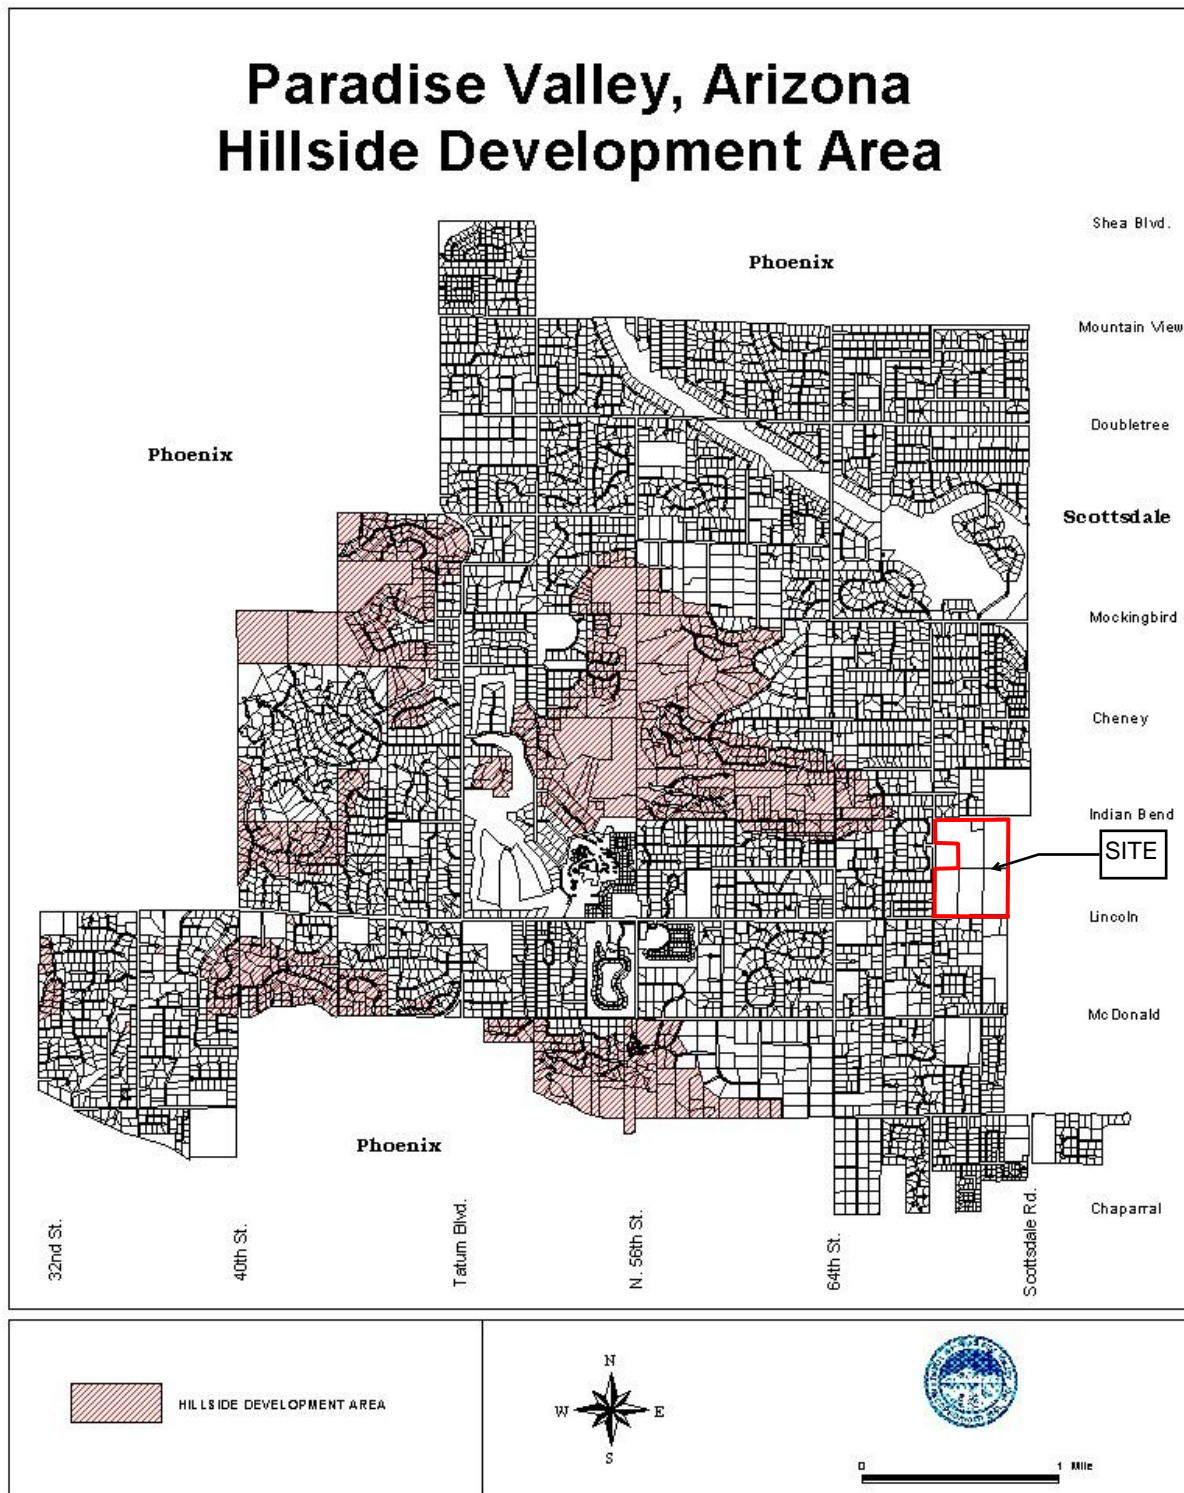 Paradise Valley, Arizona
Hillside Development Area
Shea Blvd.
Phoenix
Mountain View
Doubletree
Phoenix
Scottsdale
Mockingbird
Cheney
Indian Bend
SITE
Lincoln
McDonald
Phoenix
Chaparral
32nd St.
40th St.
Tatum Blvd.
N. 56th St.
64th St.
Scottsdale Rd.
HILLSIDE DEVELOPMENT AREA
N
W E
S
0 1 Mile